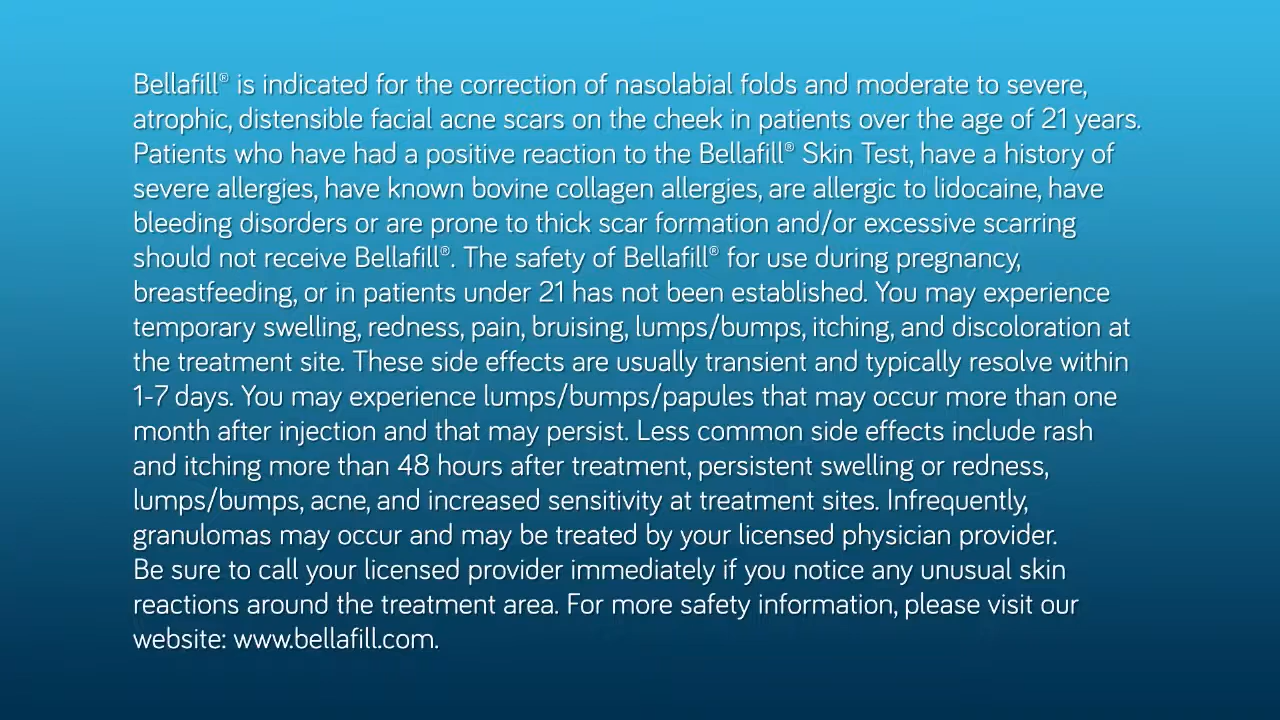 Bellafill® is indicated for the correction of nasolabial folds and moderate to severe,
atrophic, distensible facial acne scars on the cheek in patients over the age of 21 years.
Patients who have had a positive reaction to the Bellafill® Skin Test, have a history of
severe allergies, have known bovine collagen allergies, are allergic to lidocaine, have
bleeding disorders or are prone to thick scar formation and/or excessive scarring
should not receive Bellafill®. The safety of Bellafill® for use during pregnancy,
breastfeeding, or in patients under 21 has not been established. You may experience
temporary swelling, redness, pain, bruising, lumps/bumps, itching, and discoloration at
the treatment site. These side effects are usually transient and typically resolve within
1-7 days. You may experience lumps/bumps/papules that may occur more than one
month after injection and that may persist. Less common side effects include rash
and itching more than 48 hours after treatment, persistent swelling or redness,
lumps/bumps, acne, and increased sensitivity at treatment sites. Infrequently,
granulomas may occur and may be treated by your licensed physician provider.
Be sure to call your licensed provider immediately if you notice any unusual skin
reactions around the treatment area. For more safety information, please visit our
website: www.bellafill.com.